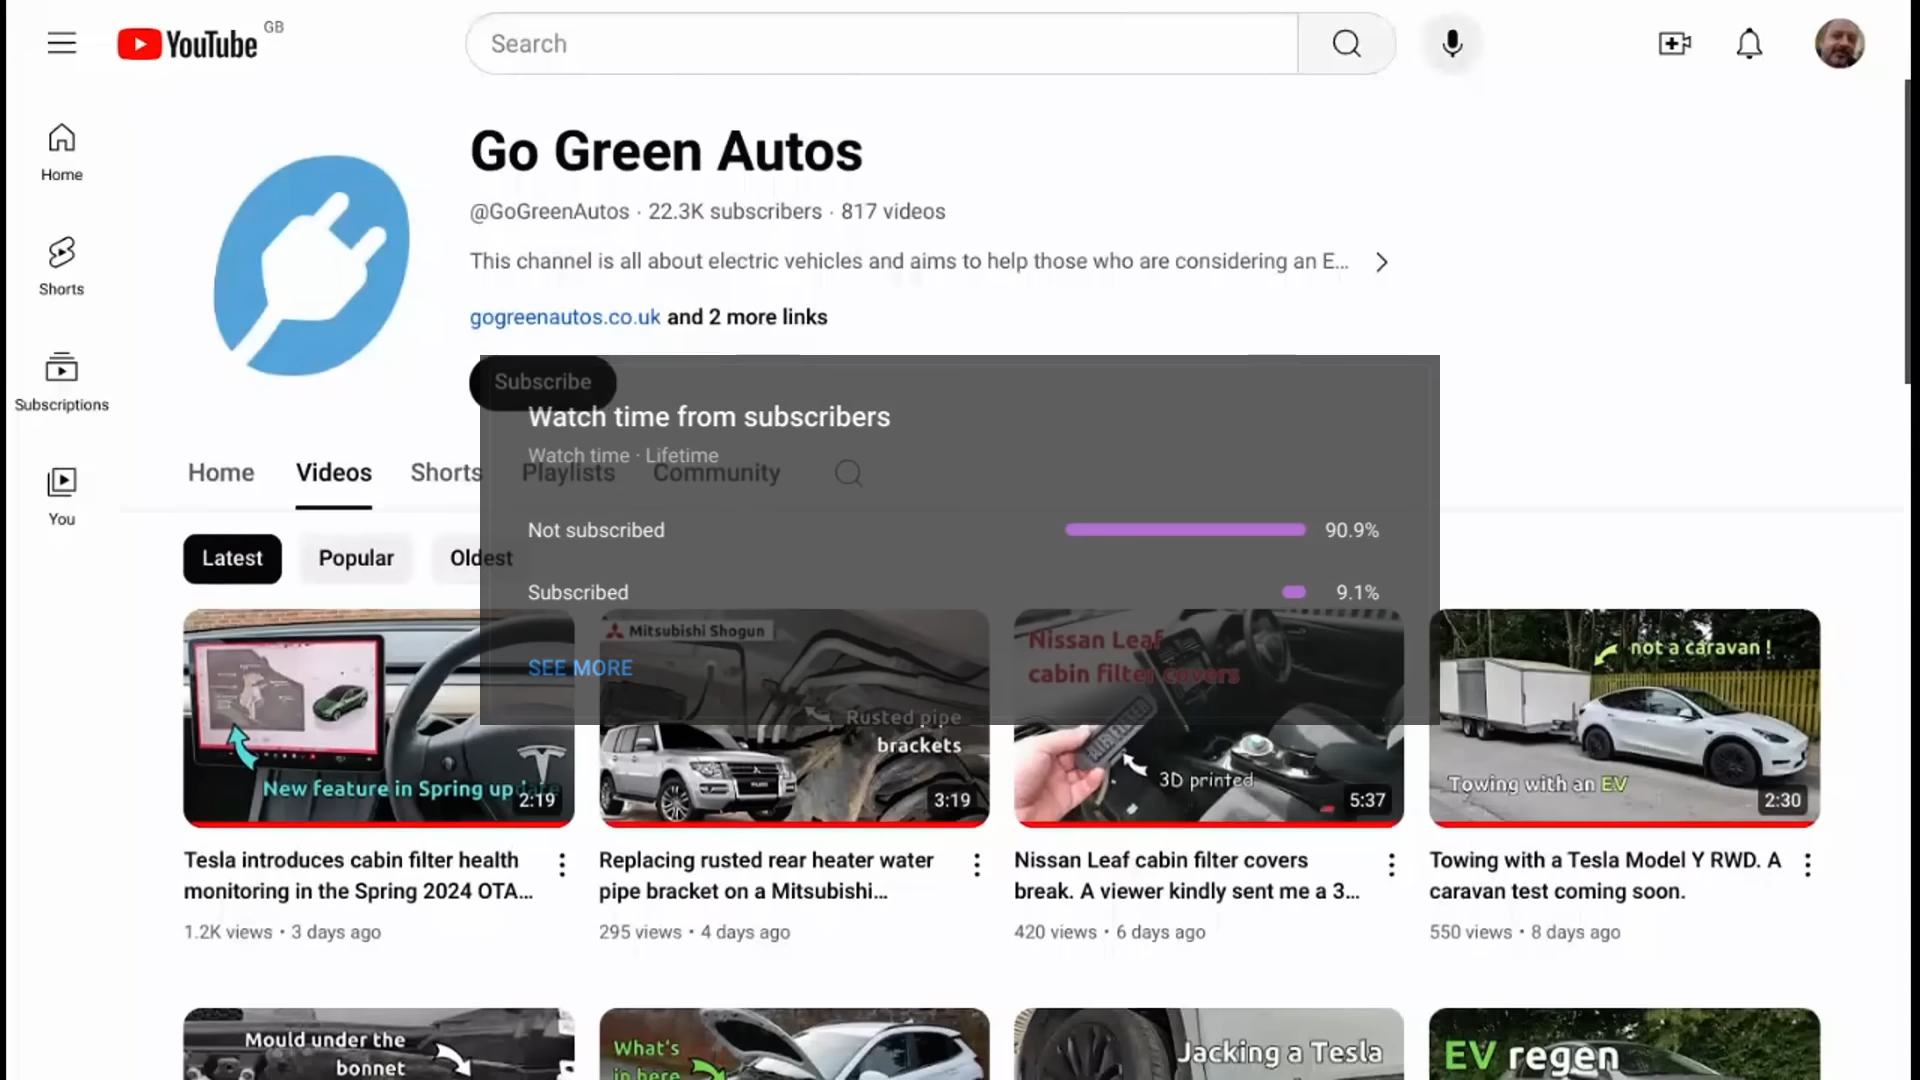 YouTube GB
Search
Home
Shorts
Subscriptions
You
Go Green Autos
@GoGreenAutos · 22.3K subscribers · 817 videos
This channel is all about electric vehicles and aims to help those who are considering an E...
gogreenautos.co.uk and 2 more links
Subscribe
Watch time from subscribers
Watch time · Lifetime
Home Videos Shorts Playlists Community
Not subscribed 90.9%
Subscribed 9.1%
SEE MORE
Latest Popular Oldest
New feature in Spring update
2:19
Mitsubishi Shogun
Rusted pipe
brackets
3:19
Nissan Leaf
cabin filter covers
3D printed
5:37
not a caravan !
Towing with an EV
2:30
Tesla introduces cabin filter health
monitoring in the Spring 2024 OTA...
1.2K views • 3 days ago
Replacing rusted rear heater water
pipe bracket on a Mitsubishi...
295 views • 4 days ago
Nissan Leaf cabin filter covers
break. A viewer kindly sent me a 3...
420 views • 6 days ago
Towing with a Tesla Model Y RWD. A
caravan test coming soon.
550 views • 8 days ago
Mould under the
bonnet
What's
in here
Jacking a Tesla
EV regen